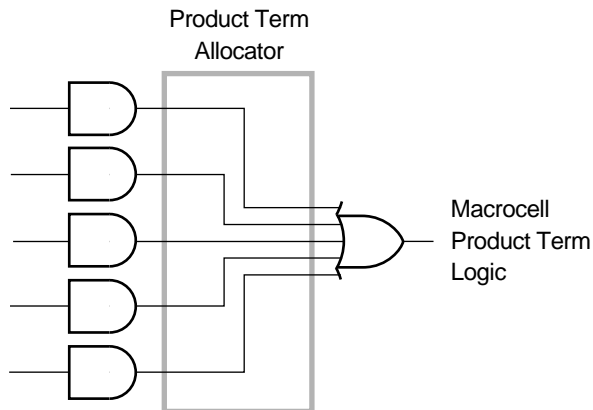 Product Term
Allocator
Macrocell
Product Term
Logic